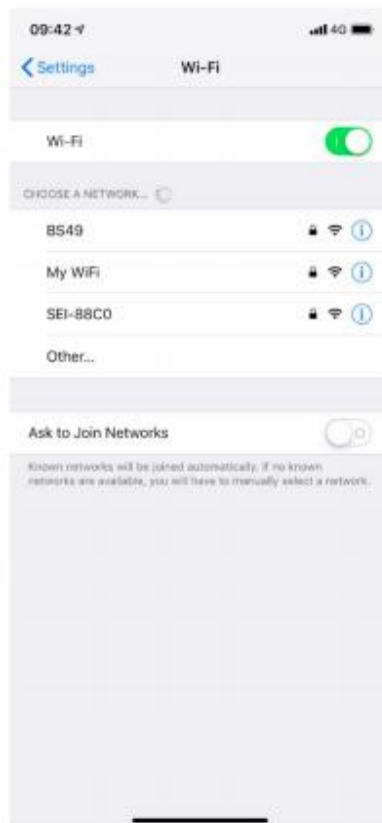 09:42 4G
Settings Wi-Fi
Wi-Fi
CHOOSE A NETWORK...
BS49
My WiFi
SEI-88C0
Other...
Ask to Join Networks
Known networks will be joined automatically. If no known
networks are available, you will have to manually select a network.